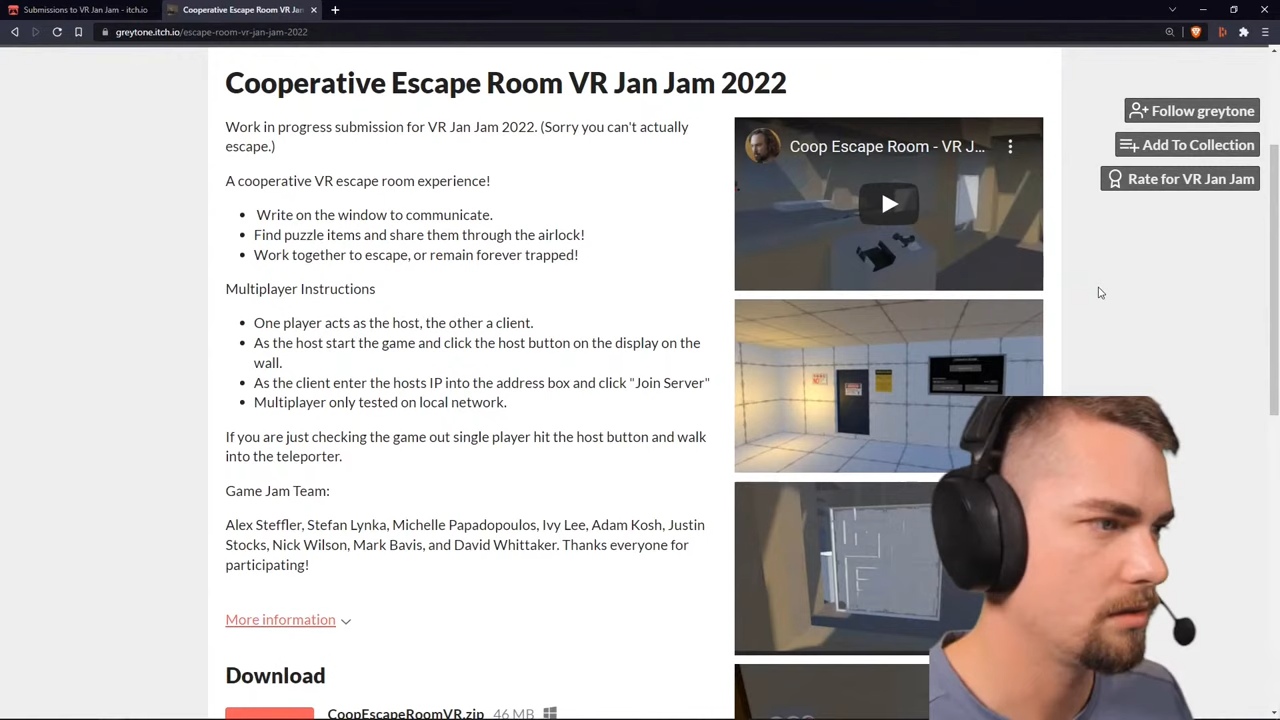 Submissions to VR Jan Jam - itch.io
Cooperative Escape Room VR Jan
greytone.itch.io/escape-room-vr-jan-jam-2022
Cooperative Escape Room VR Jan Jam 2022
Work in progress submission for VR Jan Jam 2022. (Sorry you can't actually
escape.)
A cooperative VR escape room experience!
Write on the window to communicate.
Find puzzle items and share them through the airlock!
Work together to escape, or remain forever trapped!
Multiplayer Instructions
One player acts as the host, the other a client.
As the host start the game and click the host button on the display on the
wall.
As the client enter the hosts IP into the address box and click "Join Server"
Multiplayer only tested on local network.
If you are just checking the game out single player hit the host button and walk
into the teleporter.
Game Jam Team:
Alex Steffler, Stefan Lynka, Michelle Papadopoulos, Ivy Lee, Adam Kosh, Justin
Stocks, Nick Wilson, Mark Bavis, and David Whittaker. Thanks everyone for
participating!
More information
Download
CoopEscapeRoomVR.zip 46 MB
Coop Escape Room - VR J...
Follow greytone
Add To Collection
Rate for VR Jan Jam